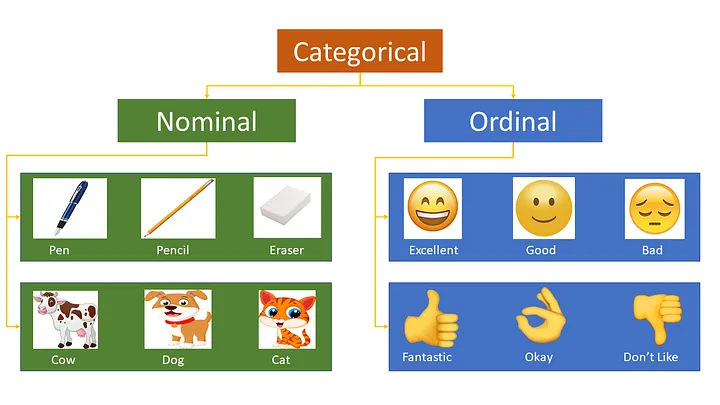 Categorical
Nominal
Ordinal
Pen Pencil Eraser
Excellent Good Bad
Cow Dog Cat
Fantastic Okay Don't Like